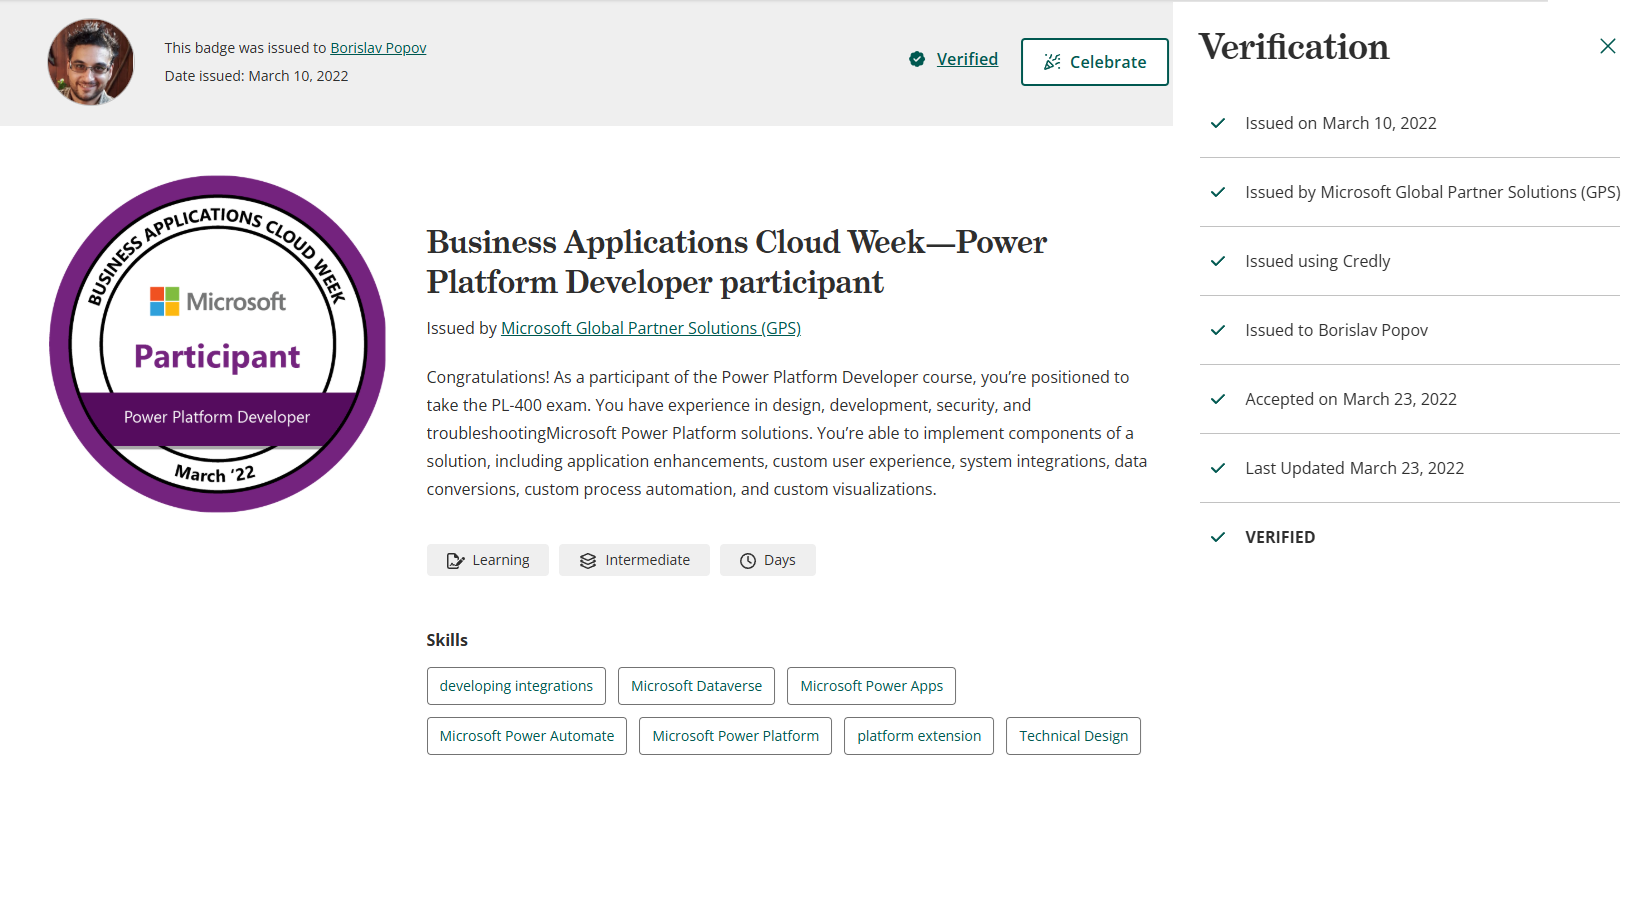 This badge was issued to Borislav Popov
Date issued: March 10, 2022
Verified
Celebrate
BUSINESS APPLICATIONS CLOUD WEEK
Microsoft
Participant
Power Platform Developer
March ‘22
Business Applications Cloud Week—Power
Platform Developer participant
Issued by Microsoft Global Partner Solutions (GPS)
Congratulations! As a participant of the Power Platform Developer course, you’re positioned to
take the PL-400 exam. You have experience in design, development, security, and
troubleshootingMicrosoft Power Platform solutions. You’re able to implement components of a
solution, including application enhancements, custom user experience, system integrations, data
conversions, custom process automation, and custom visualizations.
Learning
Intermediate
Days
Skills
developing integrations
Microsoft Dataverse
Microsoft Power Apps
Microsoft Power Automate
Microsoft Power Platform
platform extension
Technical Design
Verification
Issued on March 10, 2022
Issued by Microsoft Global Partner Solutions (GPS)
Issued using Credly
Issued to Borislav Popov
Accepted on March 23, 2022
Last Updated March 23, 2022
VERIFIED